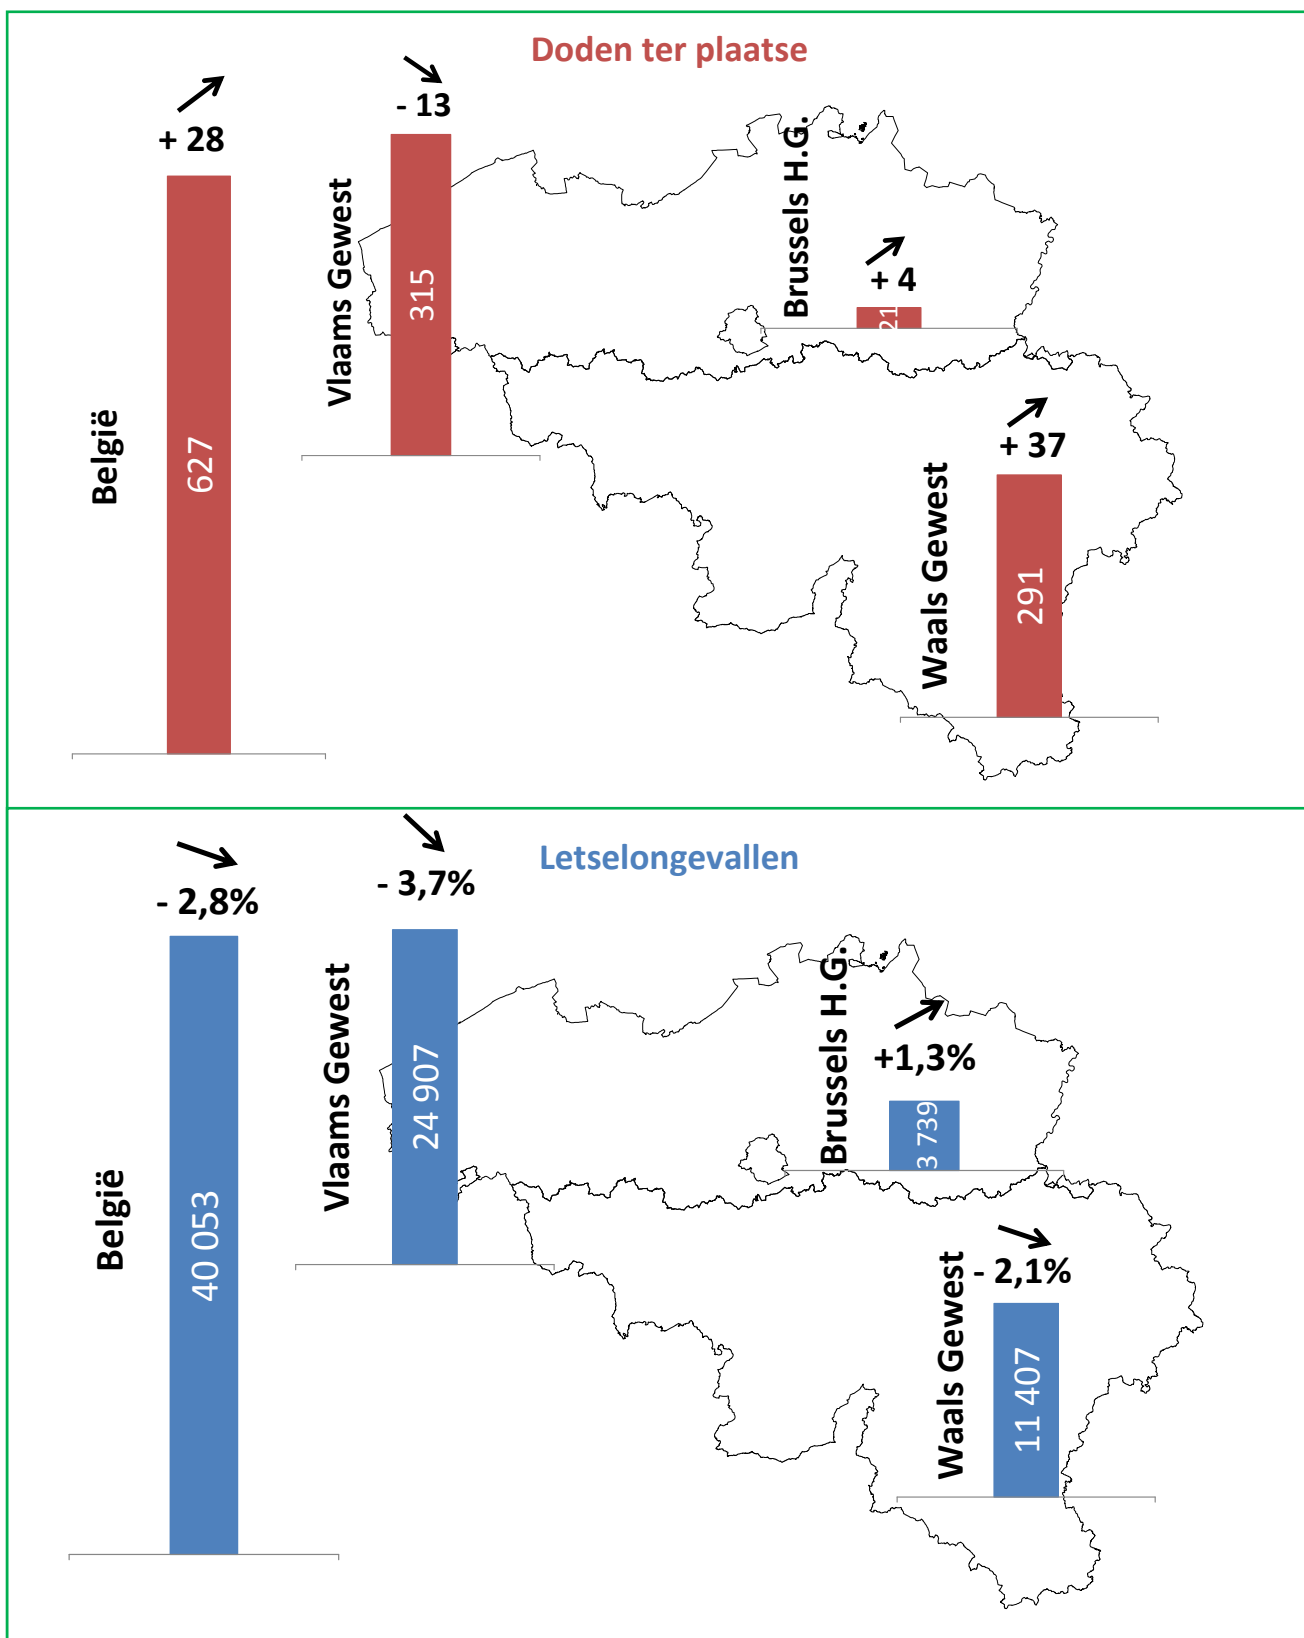 Doden ter plaatse
+ 28
België
627
- 13
Vlaams Gewest
315
Brussels H.G.
+ 4
21
+ 37
Waals Gewest
291
Letselongevallen
- 2,8%
België
40 053
- 3,7%
Vlaams Gewest
24 907
Brussels H.G.
+1,3%
3 739
- 2,1%
Waals Gewest
11 407